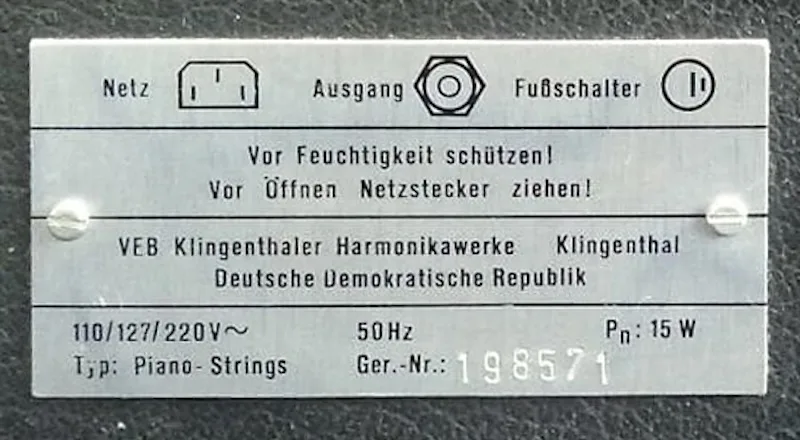 Netz Ausgang Fußschalter
Vor Feuchtigkeit schützen!
Vor Öffnen Netzstecker ziehen!
VEB Klingenthaler Harmonikawerke Klingenthal
Deutsche Demokratische Republik
110/127/220V~ 50Hz Pn: 15 W
Typ: Piano-Strings Ger.-Nr.: 198571